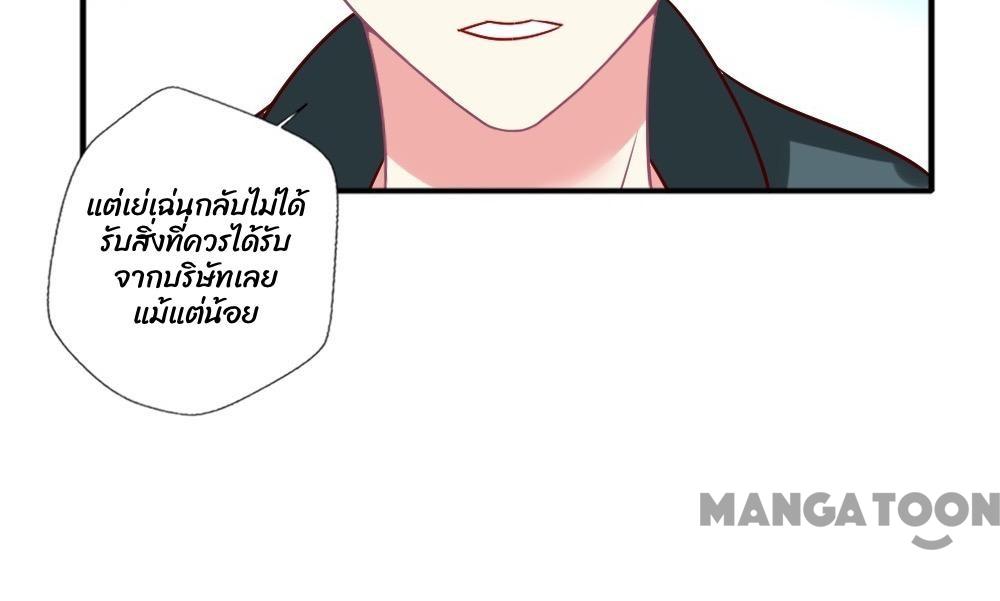 แต่เย่เฉ่นกลับไม่ได้
รับสิ่งที่ควรได้รับ
จากบริษัทเลย
แม้แต่น้อย
MANGATOON